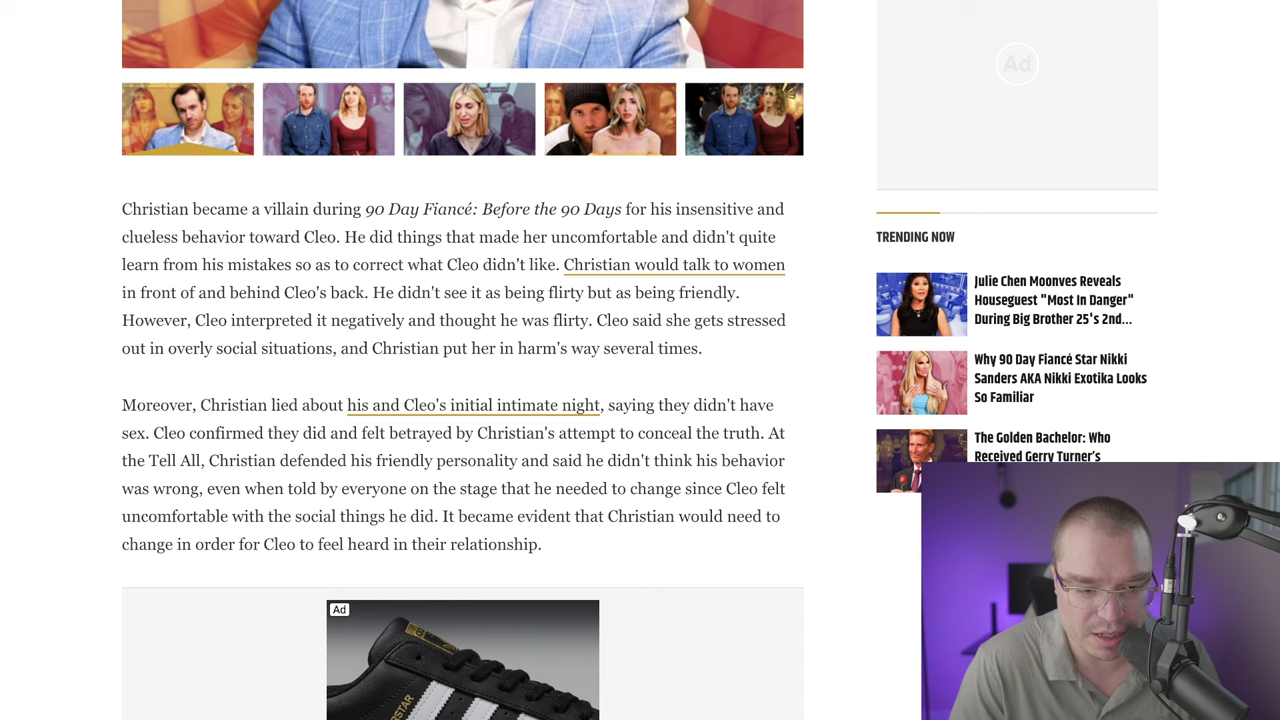 Ad
Christian became a villain during 90 Day Fiancé: Before the 90 Days for his insensitive and
clueless behavior toward Cleo. He did things that made her uncomfortable and didn't quite
learn from his mistakes so as to correct what Cleo didn't like. Christian would talk to women
in front of and behind Cleo's back. He didn't see it as being flirty but as being friendly.
However, Cleo interpreted it negatively and thought he was flirty. Cleo said she gets stressed
out in overly social situations, and Christian put her in harm's way several times.
Moreover, Christian lied about his and Cleo's initial intimate night, saying they didn't have
sex. Cleo confirmed they did and felt betrayed by Christian's attempt to conceal the truth. At
the Tell All, Christian defended his friendly personality and said he didn't think his behavior
was wrong, even when told by everyone on the stage that he needed to change since Cleo felt
uncomfortable with the social things he did. It became evident that Christian would need to
change in order for Cleo to feel heard in their relationship.
Ad
STAR
TRENDING NOW
Julie Chen Moonves Reveals
Houseguest "Most In Danger"
During Big Brother 25's 2nd...
Why 90 Day Fiancé Star Nikki
Sanders AKA Nikki Exotika Looks
So Familiar
The Golden Bachelor: Who
Received Gerry Turner's